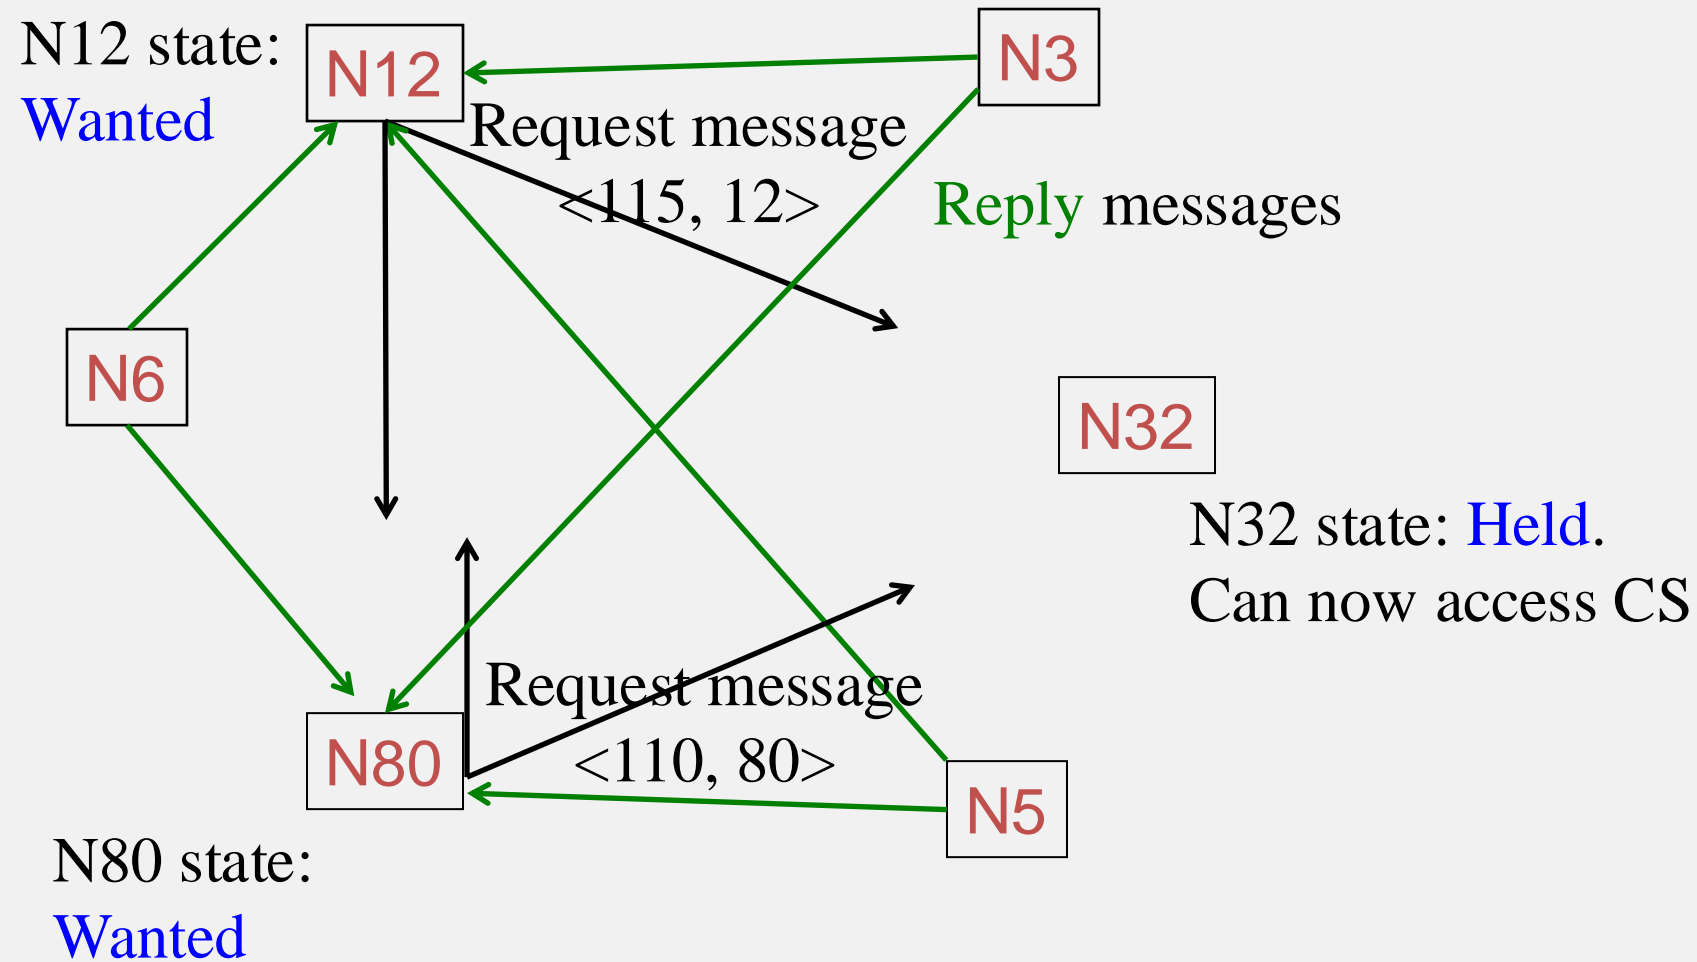 N12 state:
Wanted
N12
N3
Request message
<115, 12>
Reply messages
N6
N32
N32 state: Held.
Can now access CS
Request message
<110, 80>
N80
N5
N80 state:
Wanted